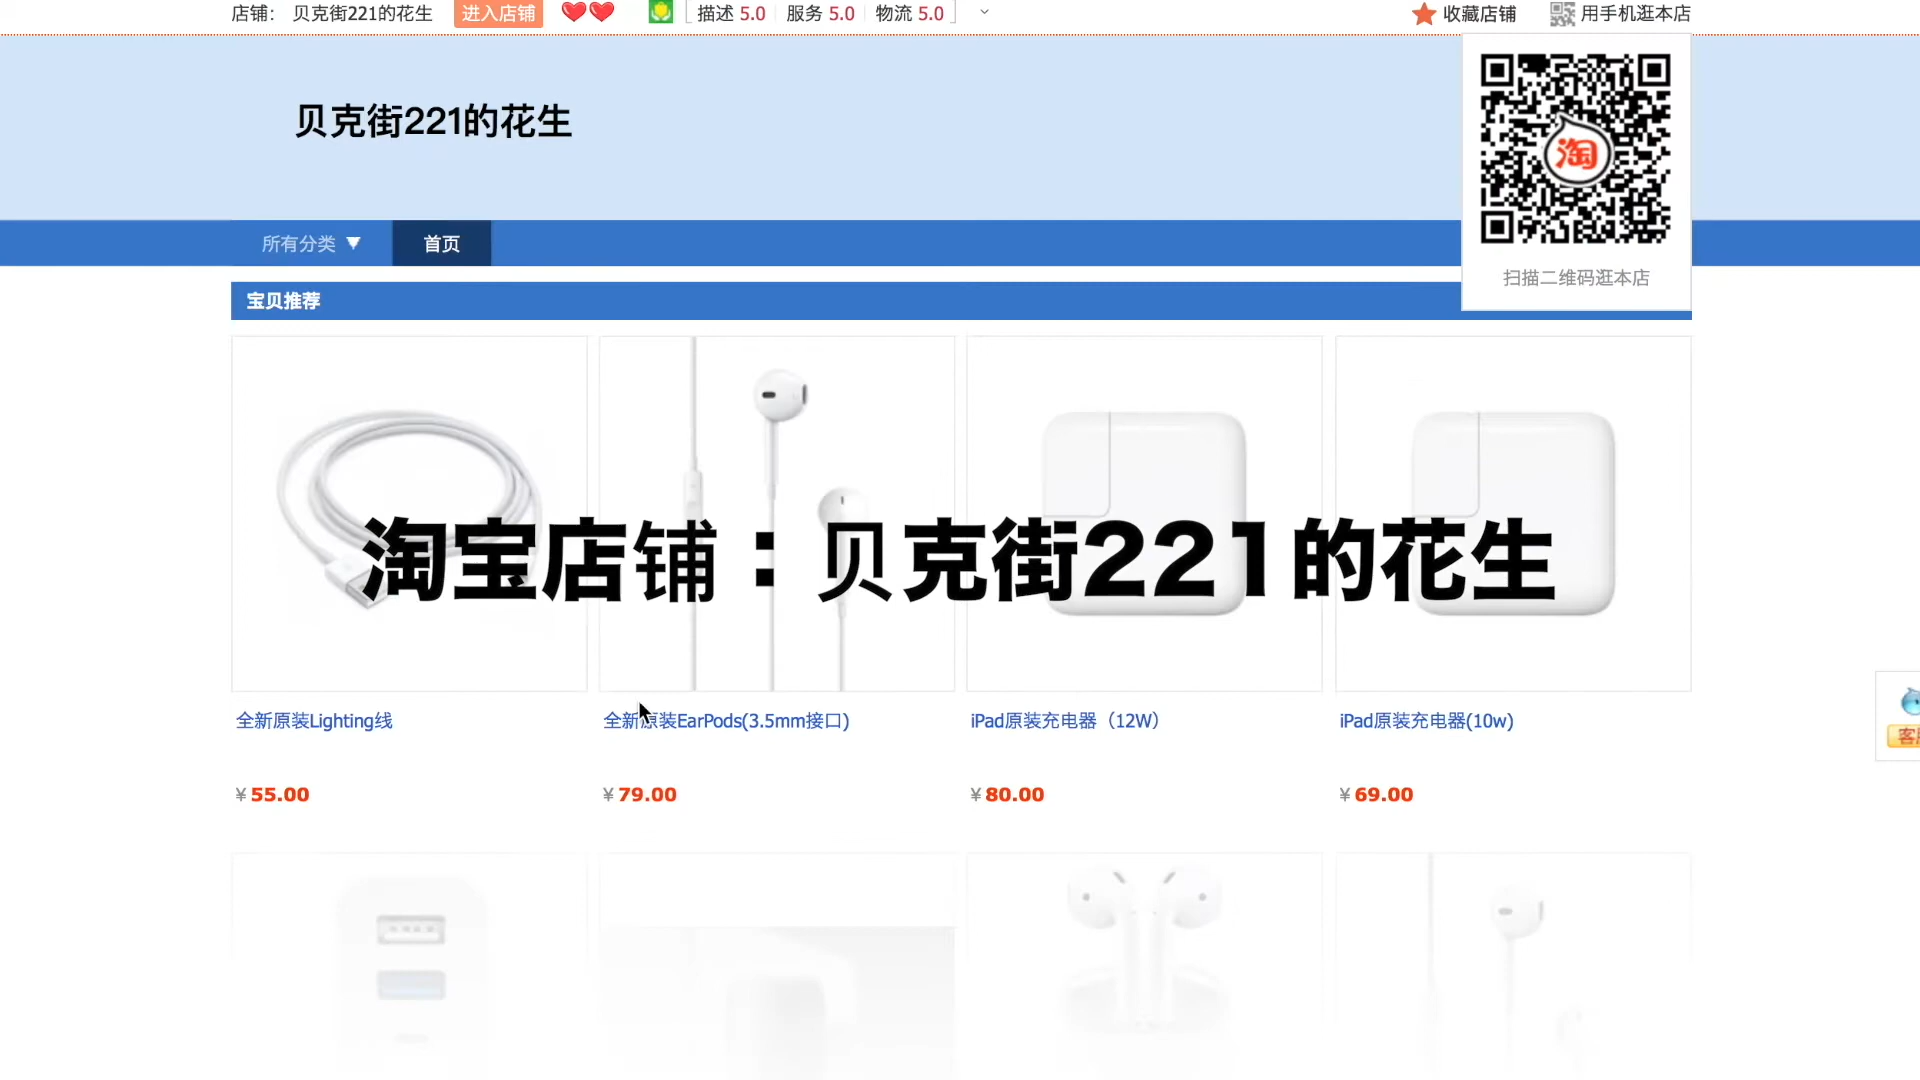 店铺： 贝克街221的花生 进入店铺 描述 5.0 服务 5.0 物流 5.0 收藏店铺 用手机逛本店
贝克街221的花生
淘
扫描二维码逛本店
所有分类 首页
宝贝推荐
淘宝店铺：贝克街221的花生
全新原装Lighting线 全新原装EarPods(3.5mm接口) iPad原装充电器（12W） iPad原装充电器(10w)
¥ 55.00 ¥ 79.00 ¥ 80.00 ¥ 69.00